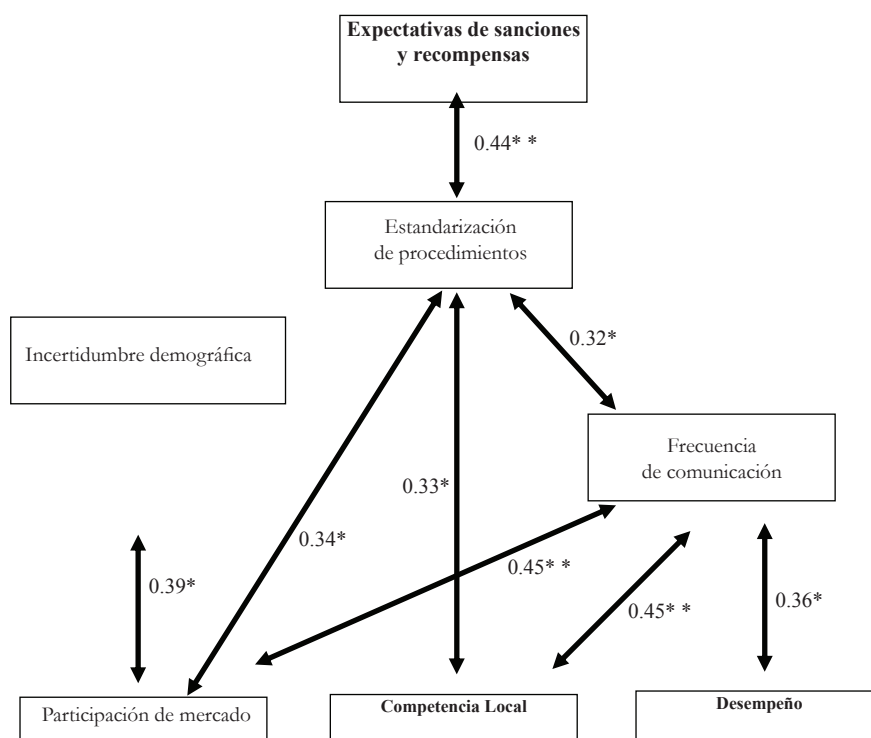 Expectativas de sanciones
y recompensas
0.44* *
Estandarización
de procedimientos
Incertidumbre demográfica
0.32*
Frecuencia
de comunicación
0.33*
0.34*
0.45* *
0.39*
0.45* *
0.36*
Participación de mercado
Competencia Local
Desempeño